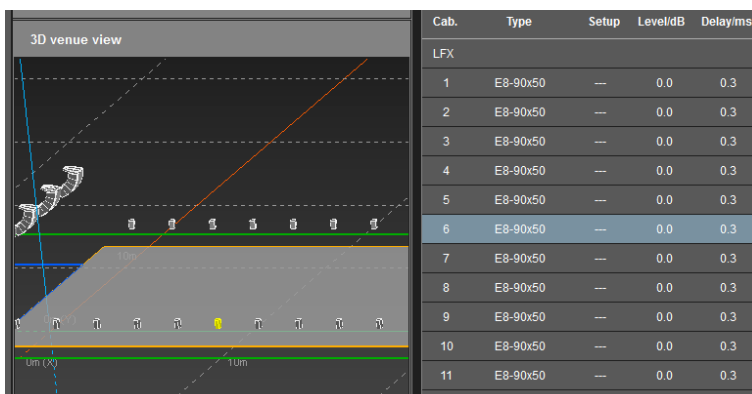 3D venue view
10m
0m (X)
10m
Cab. Type Setup Level/dB Delay/ms
LFX
1 E8-90x50 --- 0.0 0.3
2 E8-90x50 --- 0.0 0.3
3 E8-90x50 --- 0.0 0.3
4 E8-90x50 --- 0.0 0.3
5 E8-90x50 --- 0.0 0.3
6 E8-90x50 --- 0.0 0.3
7 E8-90x50 --- 0.0 0.3
8 E8-90x50 --- 0.0 0.3
9 E8-90x50 --- 0.0 0.3
10 E8-90x50 --- 0.0 0.3
11 E8-90x50 --- 0.0 0.3